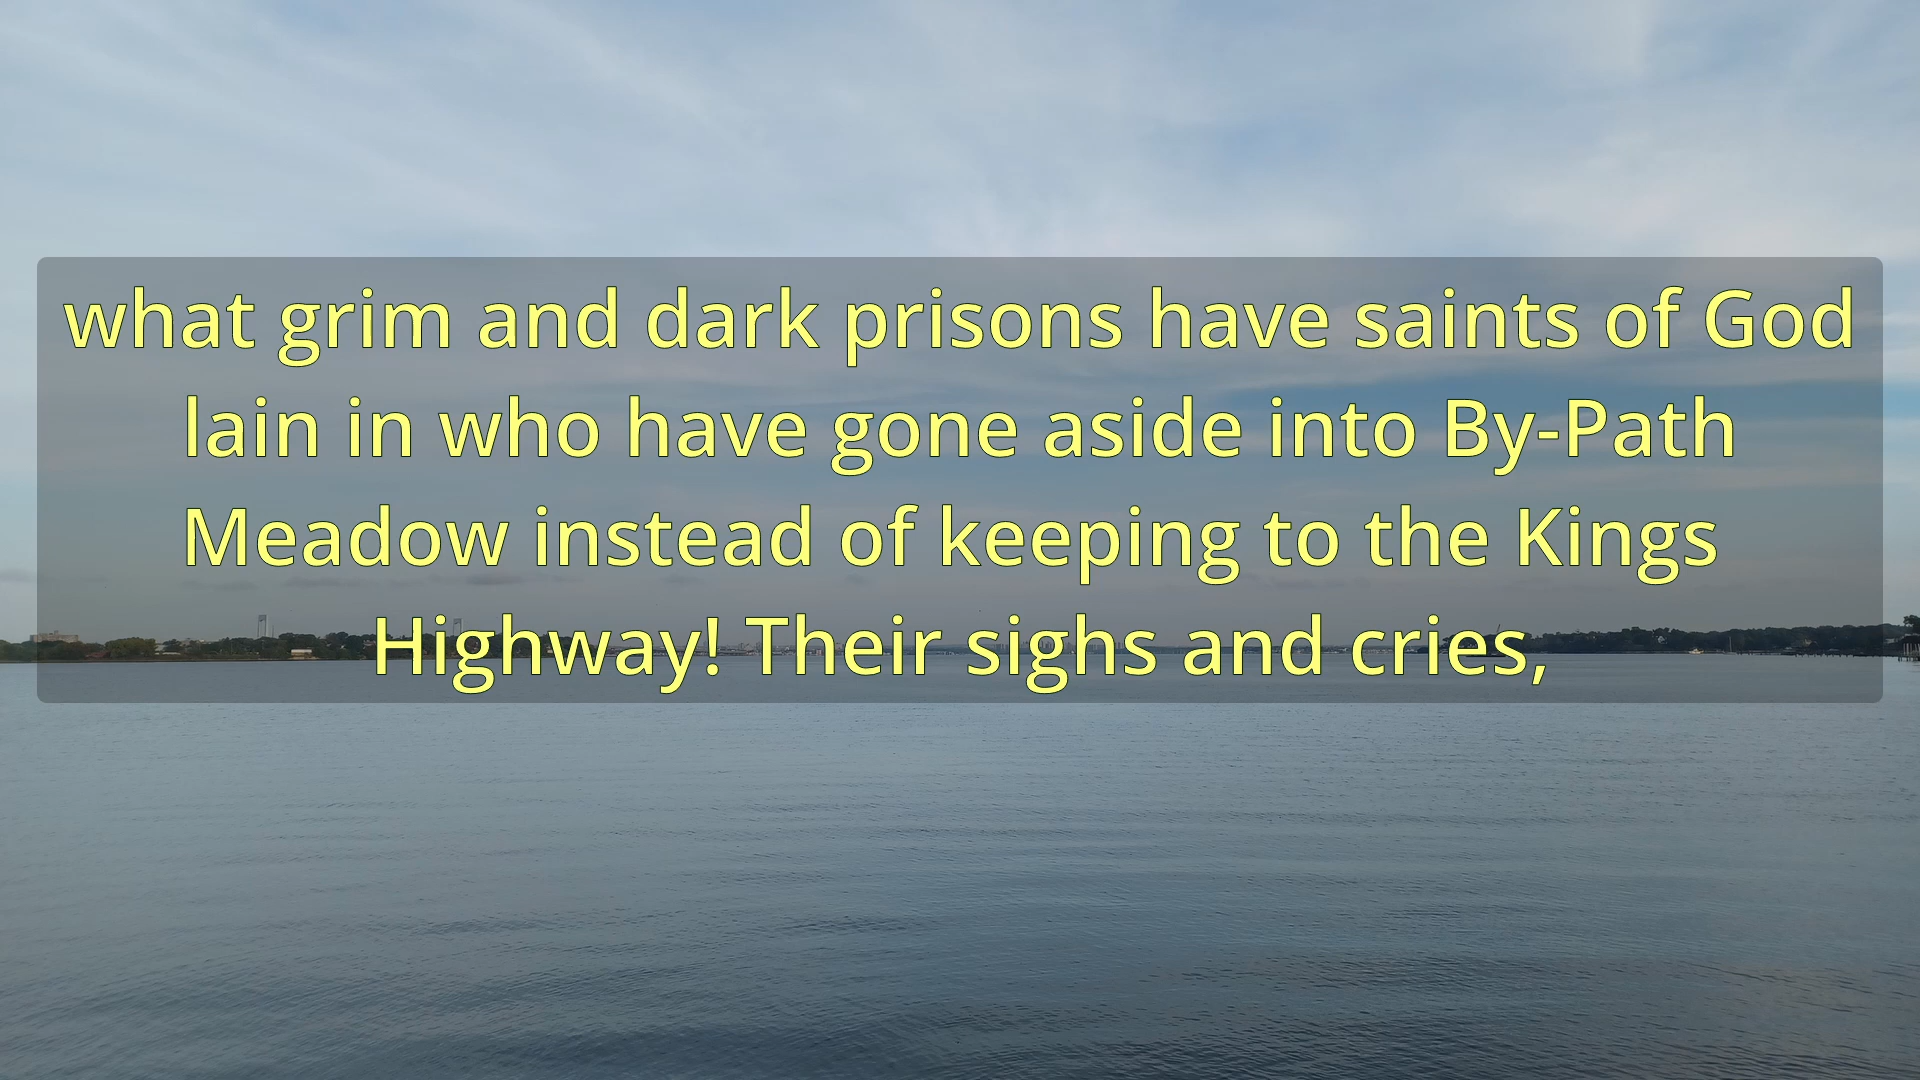 what grim and dark prisons have saints of God
lain in who have gone aside into By-Path
Meadow instead of keeping to the Kings
Highway! Their sighs and cries,